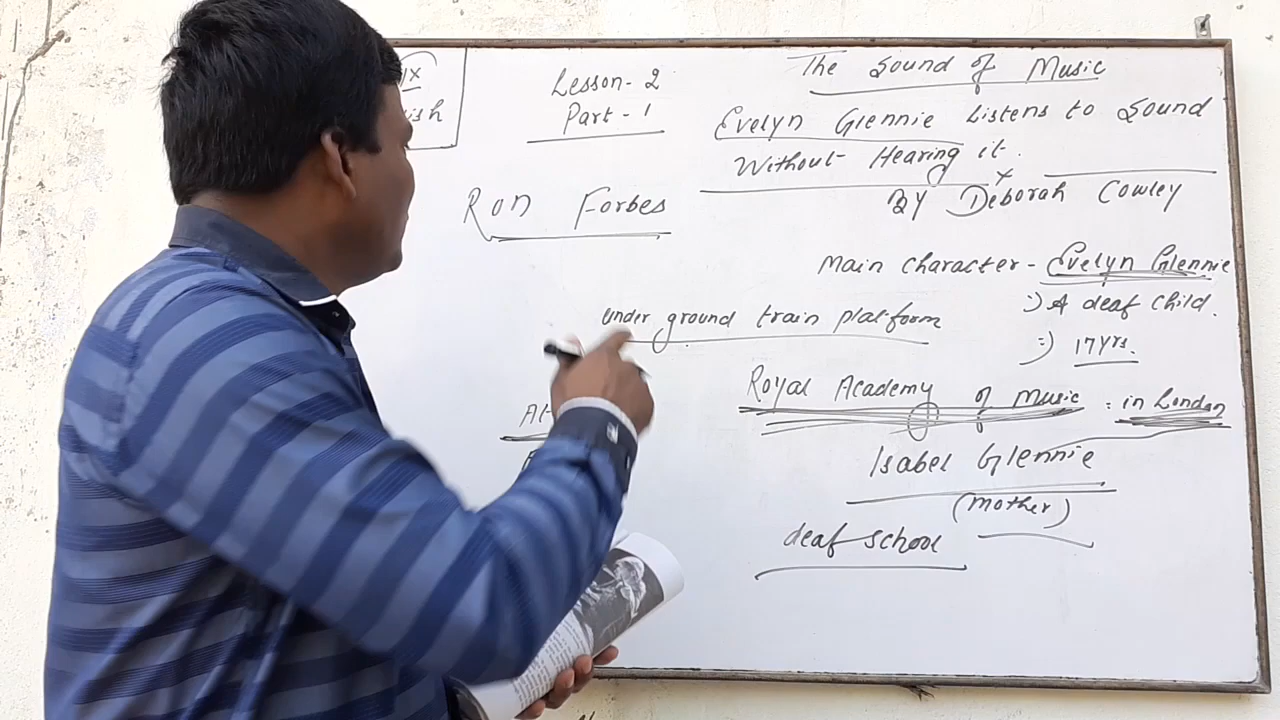 IX
Lesson-2
Part-1
The Sound of Music
Evelyn Glennie Listens to Sound
Without Hearing it.
BY Deborah Cowley
Ron Forbes
Main Character - Evelyn Glennie
:) A deaf child.
:) 17yrs.
under ground train platform
Royal Academy of Music : in London
Isabel Glennie
(Mother)
deaf school